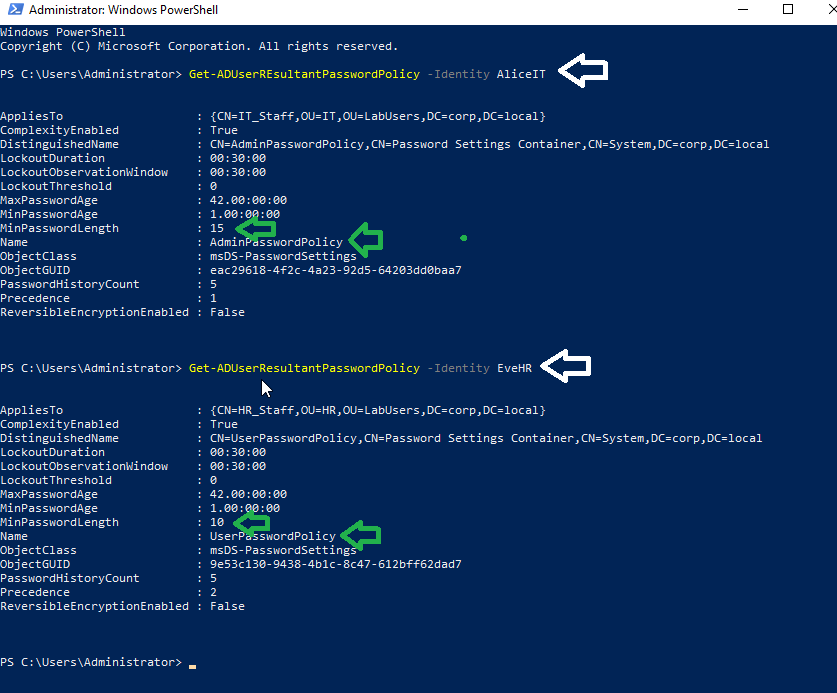 Administrator: Windows PowerShell
Windows PowerShell
Copyright (C) Microsoft Corporation. All rights reserved.
PS C:\Users\Administrator> Get-ADUserREsultantPasswordPolicy -Identity AliceIT
AppliesTo : {CN=IT_Staff,OU=IT,OU=LabUsers,DC=corp,DC=local}
ComplexityEnabled : True
DistinguishedName : CN=AdminPasswordPolicy,CN=Password Settings Container,CN=System,DC=corp,DC=local
LockoutDuration : 00:30:00
LockoutObservationWindow : 00:30:00
LockoutThreshold : 0
MaxPasswordAge : 42.00:00:00
MinPasswordAge : 1.00:00:00
MinPasswordLength : 15
Name : AdminPasswordPolicy
ObjectClass : msDS-PasswordSettings
ObjectGUID : eac29618-4f2c-4a23-92d5-64203dd0baa7
PasswordHistoryCount : 5
Precedence : 1
ReversibleEncryptionEnabled : False
PS C:\Users\Administrator> Get-ADUserResultantPasswordPolicy -Identity EveHR
AppliesTo : {CN=HR_Staff,OU=HR,OU=LabUsers,DC=corp,DC=local}
ComplexityEnabled : True
DistinguishedName : CN=UserPasswordPolicy,CN=Password Settings Container,CN=System,DC=corp,DC=local
LockoutDuration : 00:30:00
LockoutObservationWindow : 00:30:00
LockoutThreshold : 0
MaxPasswordAge : 42.00:00:00
MinPasswordAge : 1.00:00:00
MinPasswordLength : 10
Name : UserPasswordPolicy
ObjectClass : msDS-PasswordSettings
ObjectGUID : 9e53c130-9438-4b1c-8c47-612bff62dad7
PasswordHistoryCount : 5
Precedence : 2
ReversibleEncryptionEnabled : False
PS C:\Users\Administrator>